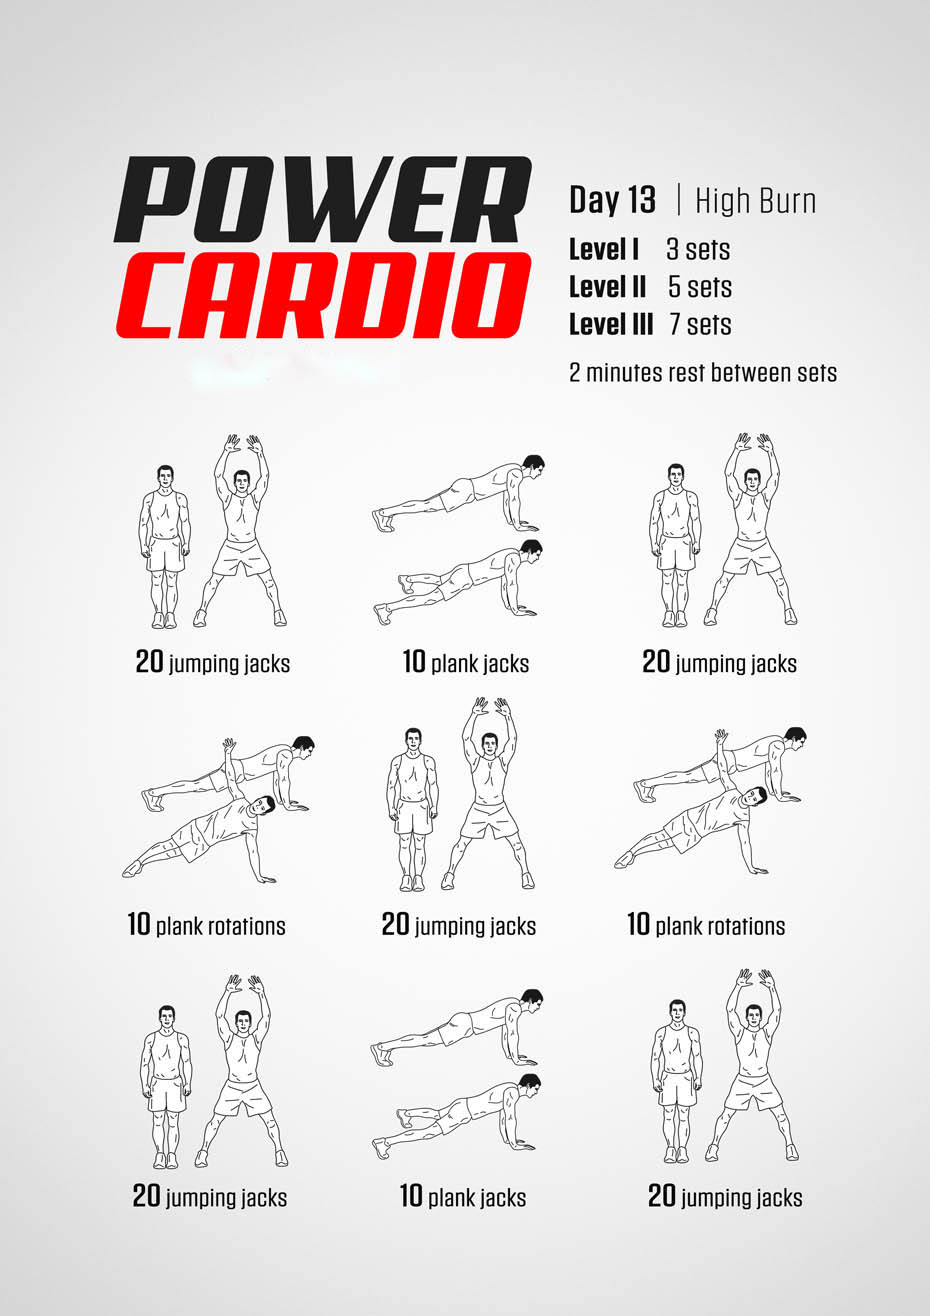 POWER
CARDIO
Day 13 | High Burn
Level I 3 sets
Level II 5 sets
Level III 7 sets
2 minutes rest between sets
20 jumping jacks
10 plank jacks
20 jumping jacks
10 plank rotations
20 jumping jacks
10 plank rotations
20 jumping jacks
10 plank jacks
20 jumping jacks